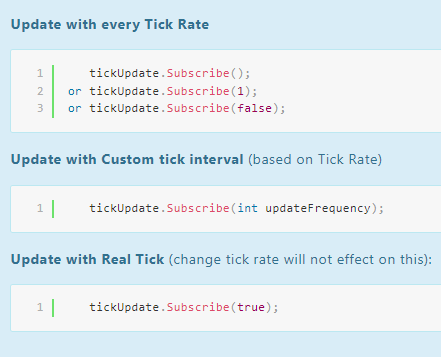 Update with every Tick Rate
1 tickUpdate.Subscribe();
2 or tickUpdate.Subscribe(1);
3 or tickUpdate.Subscribe(false);
Update with Custom tick interval (based on Tick Rate)
1 tickUpdate.Subscribe(int updateFrequency);
Update with Real Tick (change tick rate will not effect on this):
1 tickUpdate.Subscribe(true);